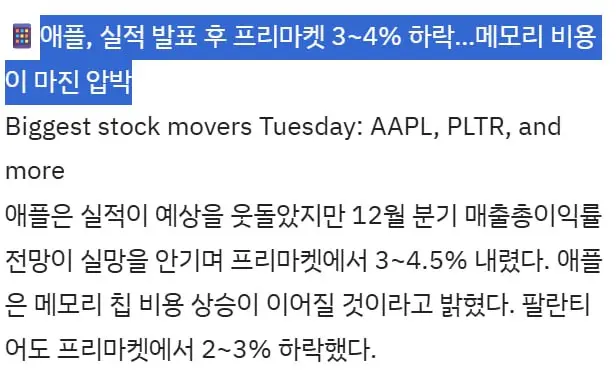 애플, 실적 발표 후 프리마켓 3~4% 하락...메모리 비용
이 마진 압박
Biggest stock movers Tuesday: AAPL, PLTR, and
more
애플은 실적이 예상을 웃돌았지만 12월 분기 매출총이익률
전망이 실망을 안기며 프리마켓에서 3~4.5% 내렸다. 애플
은 메모리 칩 비용 상승이 이어질 것이라고 밝혔다. 팔란티
어도 프리마켓에서 2~3% 하락했다.